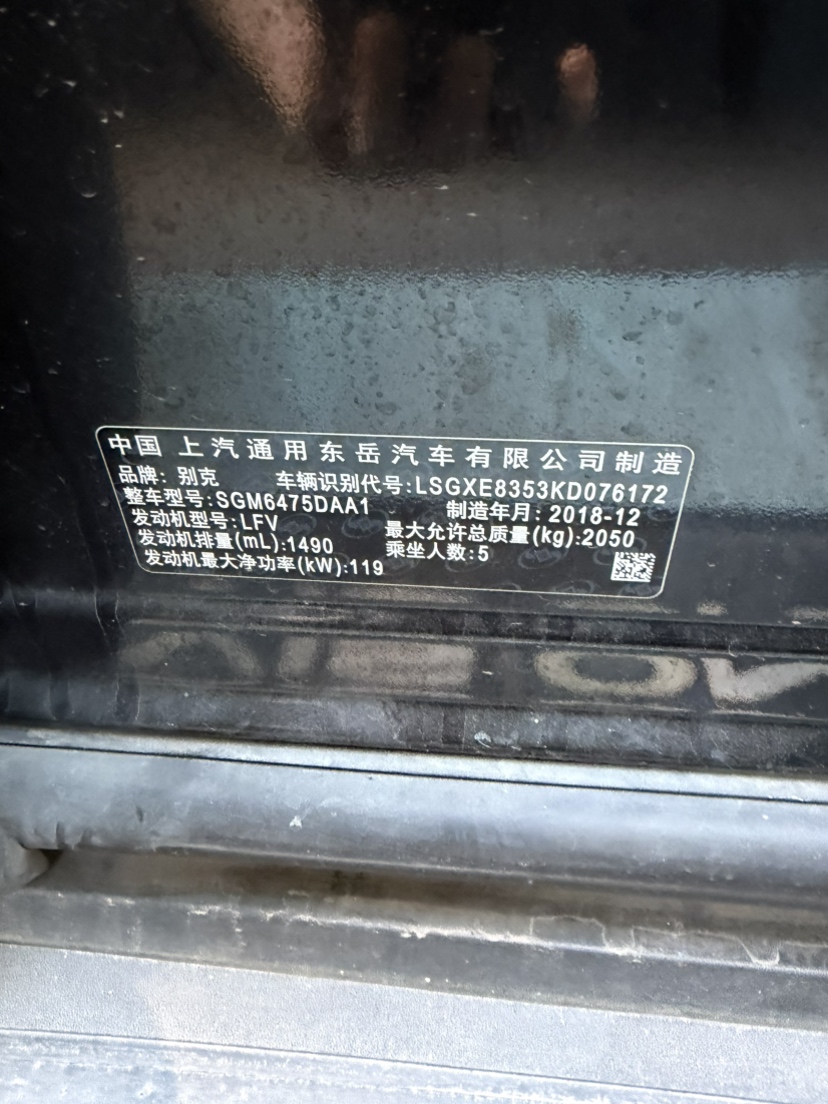 中国 上汽通用东岳汽车有限公司制造
品牌: 别克 车辆识别代号:LSGXE8353KD076172
整车型号:SGM6475DAA1 制造年月: 2018-12
发动机型号:LFV 最大允许总质量(kg):2050
发动机排量(mL):1490 乘坐人数:5
发动机最大净功率(kW):119